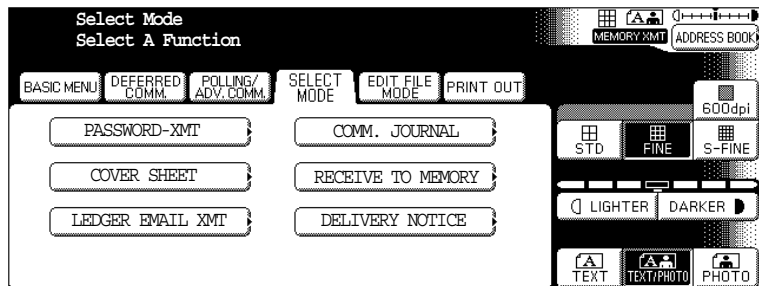 Select Mode
Select A Function
MEMORY XMT
ADDRESS BOOK
BASIC MENU
DEFERRED
COMM.
POLLING/
ADV. COMM.
SELECT
MODE
EDIT FILE
MODE
PRINT OUT
600dpi
PASSWORD-XMT
COMM. JOURNAL
STD
FINE
S-FINE
COVER SHEET
RECEIVE TO MEMORY
LIGHTER
DARKER
LEDGER EMAIL XMT
DELIVERY NOTICE
TEXT
TEXT/PHOTO
PHOTO